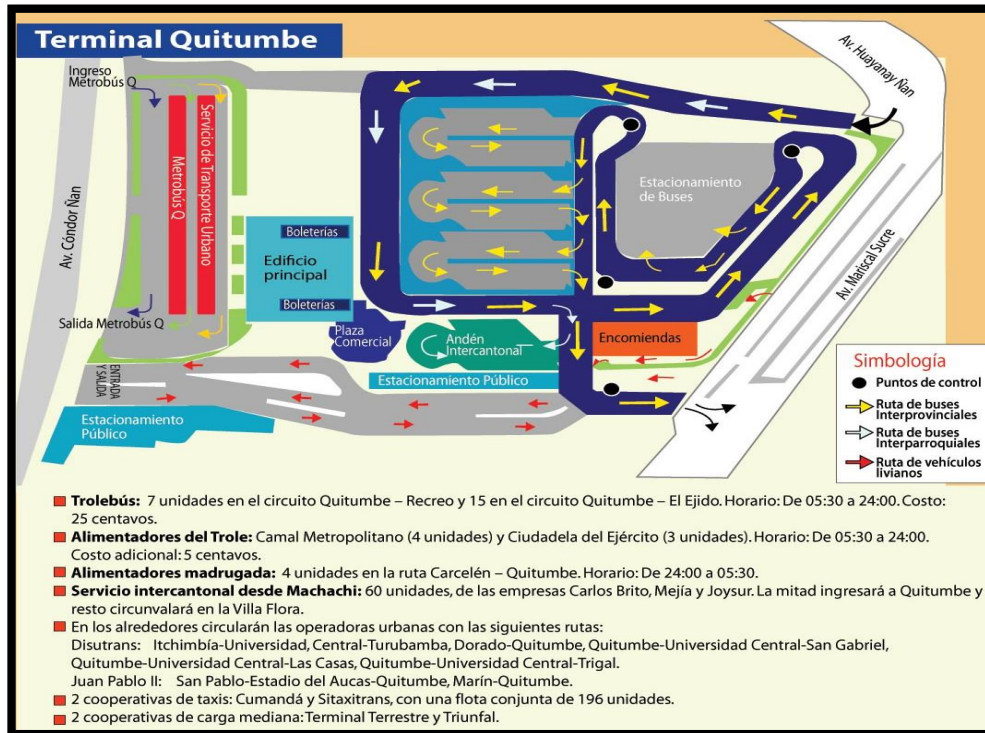 Terminal Quitumbe
Ingreso
Metrobús Q
Av. Huayanay Ñan
Servicio de Transporte Urbano
Metrobús Q
Av. Cóndor Ñan
Estacionamiento
de Buses
Boleterías
Edificio
principal
Boleterías
Av. Mariscal Sucre
Salida Metrobús Q
Plaza
Comercial
Andén
Intercantonal
Encomiendas
ENTRADA
Y SALIDA
Estacionamiento Público
Estacionamiento
Público
Simbología
Puntos de control
Ruta de buses
Interprovinciales
Ruta de buses
Interparroquiales
Ruta de vehículos
livianos
Trolebús: 7 unidades en el circuito Quitumbe – Recreo y 15 en el circuito Quitumbe – El Ejido. Horario: De 05:30 a 24:00. Costo:
25 centavos.
Alimentadores del Trole: Camal Metropolitano (4 unidades) y Ciudadela del Ejército (3 unidades). Horario: De 05:30 a 24:00.
Costo adicional: 5 centavos.
Alimentadores madrugada: 4 unidades en la ruta Carcelén – Quitumbe. Horario: De 24:00 a 05:30.
Servicio intercantonal desde Machachi: 60 unidades, de las empresas Carlos Brito, Mejía y Joysur. La mitad ingresará a Quitumbe y
resto circunvalará en la Villa Flora.
En los alrededores circularán las operadoras urbanas con las siguientes rutas:
Disutrans: Itchimbía-Universidad, Central-Turubamba, Dorado-Quitumbe, Quitumbe-Universidad Central-San Gabriel,
Quitumbe-Universidad Central-Las Casas, Quitumbe-Universidad Central-Trigal.
Juan Pablo II: San Pablo-Estadio del Aucas-Quitumbe, Marín-Quitumbe.
2 cooperativas de taxis: Cumandá y Sitaxitrans, con una flota conjunta de 196 unidades.
2 cooperativas de carga mediana: Terminal Terrestre y Triunfal.